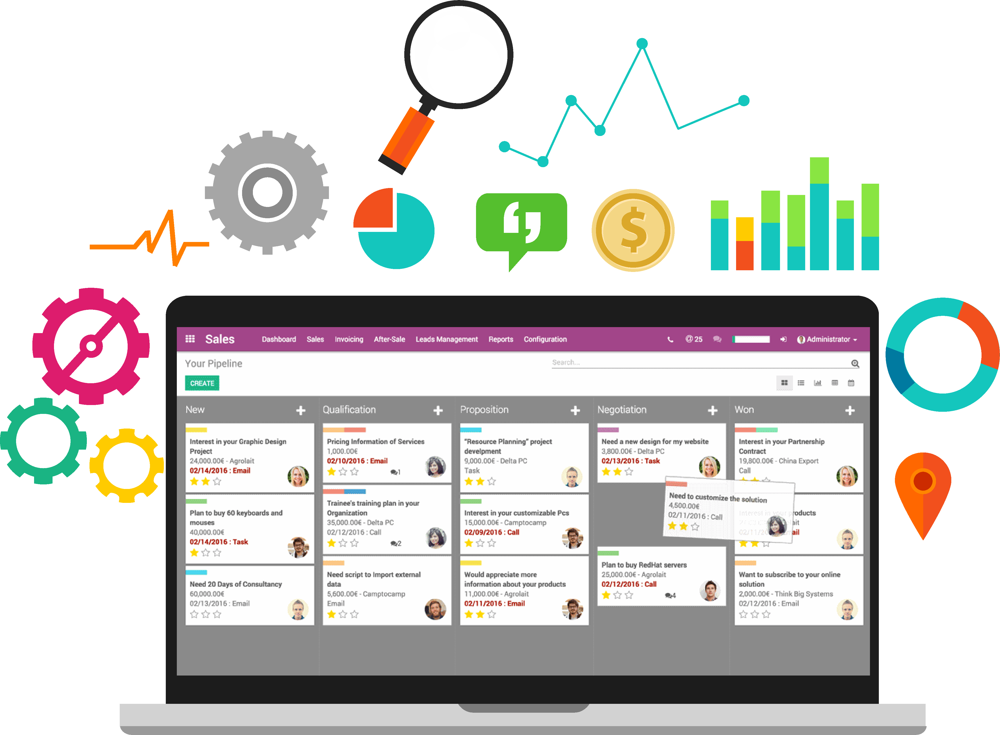 Sales Dashboard Sales Invoicing After-Sale Leads Management Reports Configuration @ 25 Administrator
Your Pipeline
Search...
CREATE
New
Interest in your Graphic Design
Project
24,000.00€ - Agrolait
02/14/2016 : Email
Plan to buy 60 keyboards and
mouses
40,000.00€
02/14/2016 : Task
Need 20 Days of Consultancy
60,000.00€
02/13/2016 : Email
Qualification
Pricing Information of Services
1,000.00€
02/10/2016 : Email
1
Trainee's training plan in your
Organization
35,000.00€ - Delta PC
02/12/2016 : Call
2
Need script to Import external
data
5,600.00€ - Camptocamp
Email
Proposition
"Resource Planning" project
develpment
9,000.00€ - Delta PC
Task
Interest in your customizable Pcs
15,000.00€ - Camptocamp
02/09/2016 : Call
Would appreciate more
information about your products
11,000.00€ - Agrolait
02/11/2016 : Email
Negotiation
Need a new design for my website
3,800.00€ - Delta PC
02/13/2016 : Task
Need to customize the solution
4,500.00€
02/11/2016 : Call
Plan to buy RedHat servers
25,000.00€ - Agrolait
02/12/2016 : Call
4
Won
Interest in your Partnership
Contract
19,800.00€ - China Export
Call
Interest in your products
Want to subscribe to your online
solution
2,000.00€ - Think Big Systems
02/12/2016 : Email
$